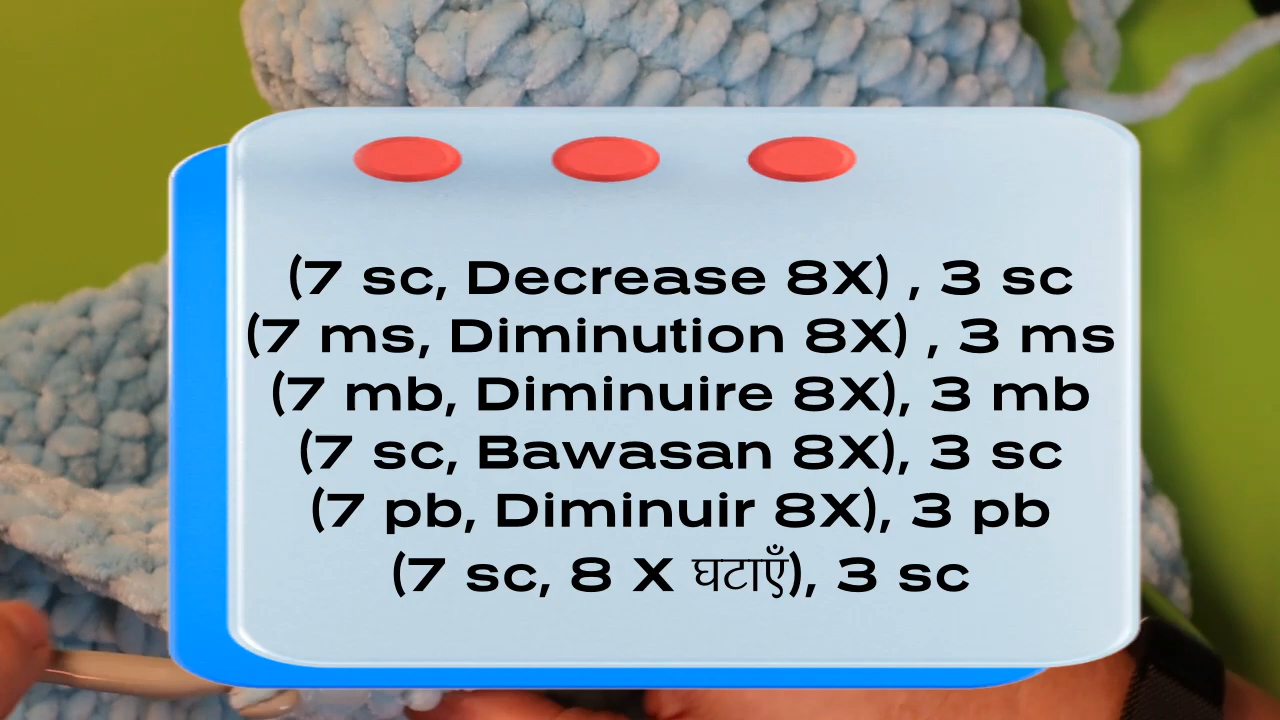 (7 sc, Decrease 8X) , 3 sc
(7 ms, Diminution 8X) , 3 ms
(7 mb, Diminuire 8X), 3 mb
(7 sc, Bawasan 8X), 3 sc
(7 pb, Diminuir 8X), 3 pb
(7 sc, 8 X घटाएँ), 3 sc